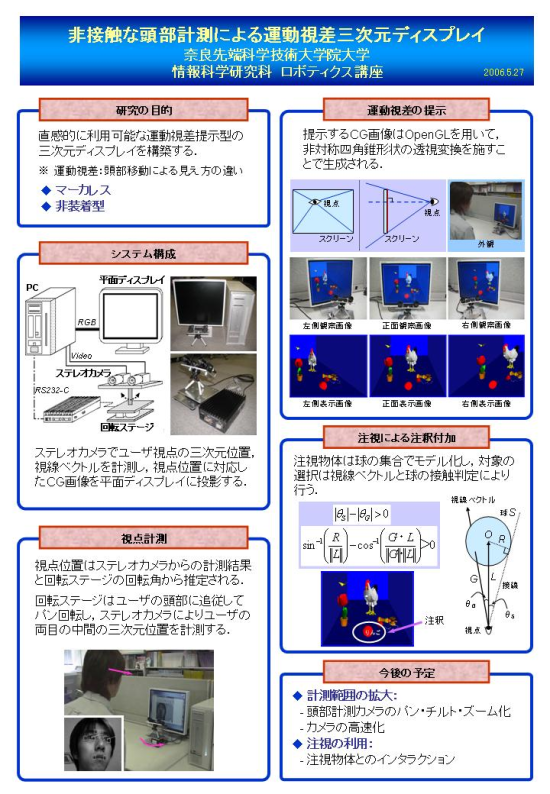 非接触な頭部計測による運動視差三次元ディスプレイ
奈良先端科学技術大学院大学
情報科学研究科 ロボティクス講座
2006.5.27
研究の目的
直感的に利用可能な運動視差提示型の
三次元ディスプレイを構築する.
※ 運動視差:頭部移動による見え方の違い
◆ マーカレス
◆ 非装着型
システム構成
平面ディスプレイ
PC
RGB
Video
ステレオカメラ
RS232-C
回転ステージ
ステレオカメラでユーザ視点の三次元位置,
視線ベクトルを計測し, 視点位置に対応し
たCG画像を平面ディスプレイに投影する.
視点計測
視点位置はステレオカメラからの計測結果
と回転ステージの回転角から推定される.
回転ステージはユーザの頭部に追従して
パン回転し, ステレオカメラによりユーザの
両目の中間の三次元位置を計測する.
運動視差の提示
提示するCG画像はOpenGLを用いて,
非対称四角錐形状の透視変換を施すこ
とで生成される.
視点
スクリーン
視点
スクリーン
外観
左側観察画像
正面観察画像
右側観察画像
左側表示画像
正面表示画像
右側表示画像
注視による注釈付加
注視物体は球の集合でモデル化し, 対象の
選択は視線ベクトルと球の接触判定により
行う.
|θs|-|θa|>0
sin⁻¹(R/‖L‖)-cos⁻¹(G・L/‖G‖‖L‖)>0
りんご
注釈
視線ベクトル
球S
O
R
G
L
接線
θa
θs
視点
今後の予定
◆ 計測範囲の拡大:
- 頭部計測カメラのパン・チルト・ズーム化
- カメラの高速化
◆ 注視の利用:
- 注視物体とのインタラクション